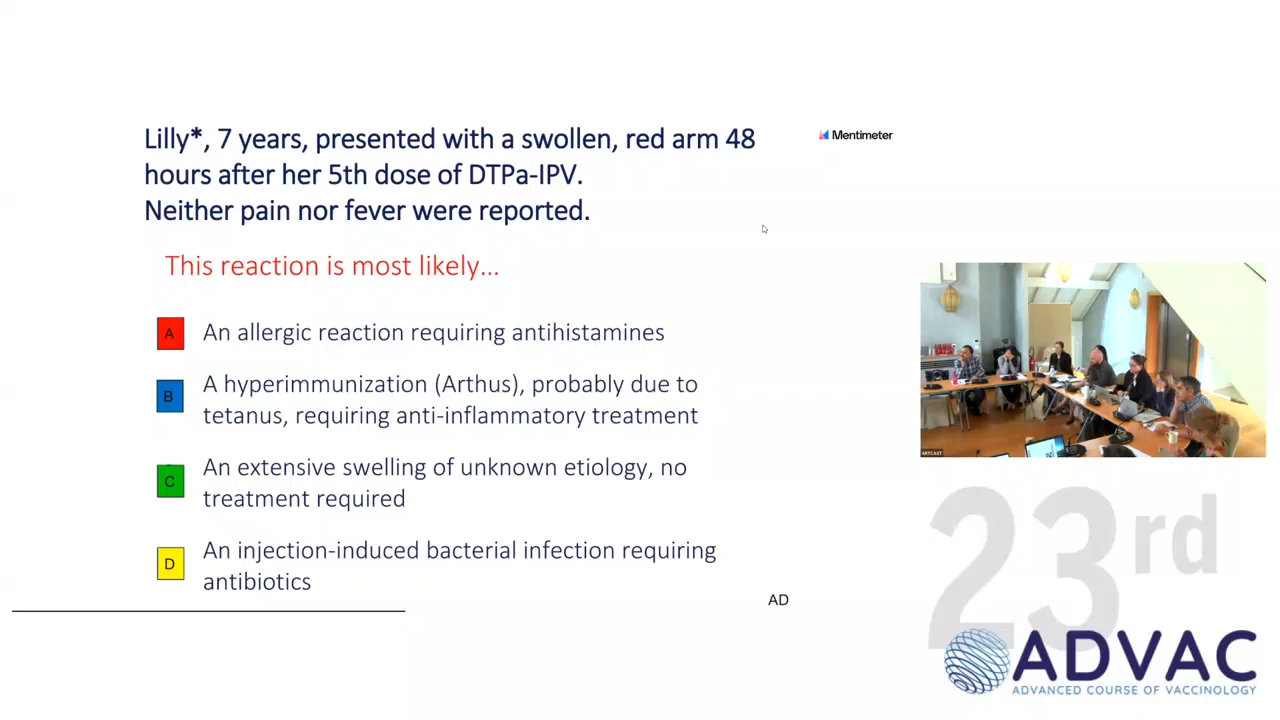 Lilly*, 7 years, presented with a swollen, red arm 48
hours after her 5th dose of DTPa-IPV.
Neither pain nor fever were reported.
Mentimeter
This reaction is most likely...
A An allergic reaction requiring antihistamines
B A hyperimmunization (Arthus), probably due to
tetanus, requiring anti-inflammatory treatment
C An extensive swelling of unknown etiology, no
treatment required
D An injection-induced bacterial infection requiring
antibiotics
AD
ARTCAST
23rd
ADVAC
ADVANCED COURSE OF VACCINOLOGY